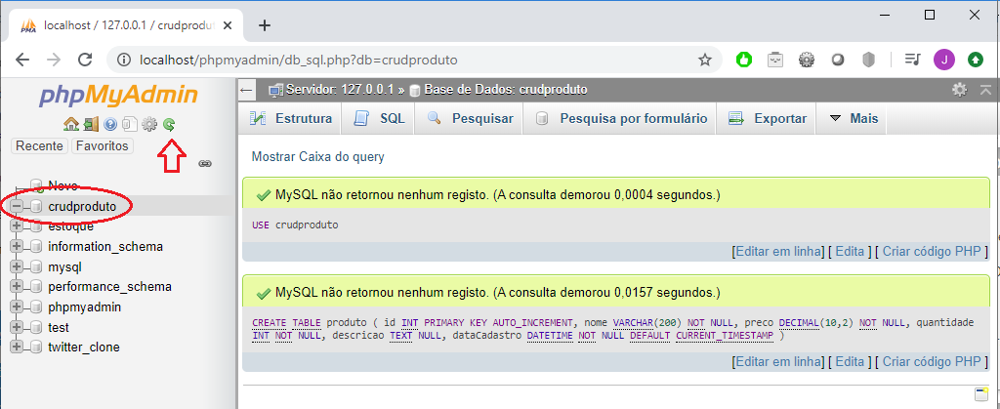 localhost / 127.0.0.1 / crudprodut
localhost/phpmyadmin/db_sql.php?db=crudproduto
J
PMA
phpMyAdmin
Recente Favoritos
Novo
crudproduto
estoque
information_schema
mysql
performance_schema
phpmyadmin
test
twitter_clone
Servidor: 127.0.0.1 » Base de Dados: crudproduto
Estrutura SQL Pesquisar Pesquisa por formulário Exportar Mais
Mostrar Caixa do query
MySQL não retornou nenhum registo. (A consulta demorou 0,0004 segundos.)
USE crudproduto
[Editar em linha] [ Edita ] [ Criar código PHP ]
MySQL não retornou nenhum registo. (A consulta demorou 0,0157 segundos.)
CREATE TABLE produto ( id INT PRIMARY KEY AUTO_INCREMENT, nome VARCHAR(200) NOT NULL, preco DECIMAL(10,2) NOT NULL, quantidade
INT NOT NULL, descricao TEXT NULL, dataCadastro DATETIME NOT NULL DEFAULT CURRENT_TIMESTAMP )
[Editar em linha] [ Edita ] [ Criar código PHP ]